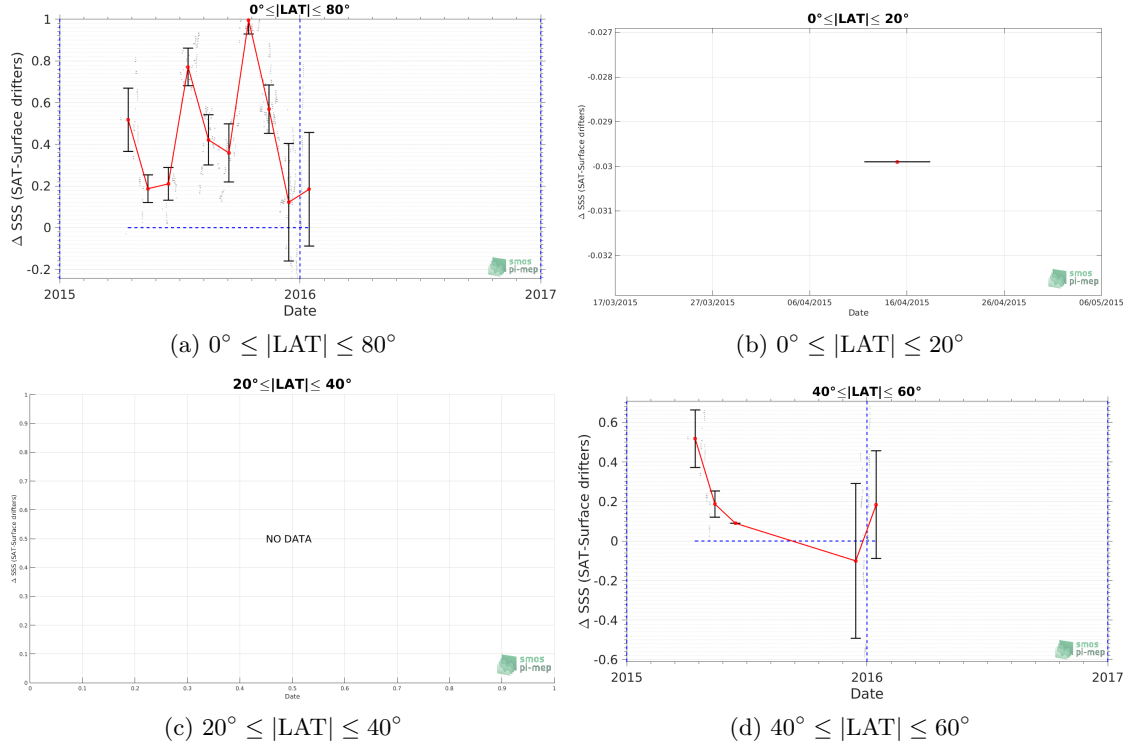 0°≤|LAT|≤ 80°
1
0.8
0.6
0.4
0.2
0
-0.2
Δ SSS (SAT-Surface drifters)
2015
2016
2017
Date
smos
pi-mep
(a) 0° ≤ |LAT| ≤ 80°
0°≤|LAT|≤ 20°
-0.027
-0.028
-0.029
-0.03
-0.031
-0.032
Δ SSS (SAT-Surface drifters)
17/03/2015
27/03/2015
06/04/2015
16/04/2015
26/04/2015
06/05/2015
Date
smos
pi-mep
(b) 0° ≤ |LAT| ≤ 20°
20°≤|LAT|≤ 40°
1
0.9
0.8
0.7
0.6
0.5
0.4
0.3
0.2
0.1
0
Δ SSS (SAT-Surface drifters)
NO DATA
0
0.1
0.2
0.3
0.4
0.5
0.6
0.7
0.8
0.9
1
Date
smos
pi-mep
(c) 20° ≤ |LAT| ≤ 40°
40°≤|LAT|≤ 60°
0.6
0.4
0.2
0
-0.2
-0.4
-0.6
Δ SSS (SAT-Surface drifters)
2015
2016
2017
Date
smos
pi-mep
(d) 40° ≤ |LAT| ≤ 60°